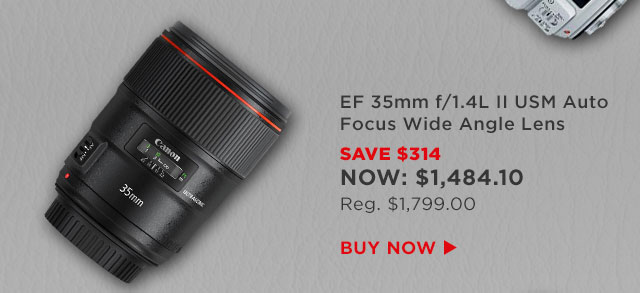 EF 35mm f/1.4L II USM Auto
Focus Wide Angle Lens
SAVE $314
NOW: $1,484.10
Reg. $1,799.00
BUY NOW ▶
Canon
35mm
ULTRASONIC